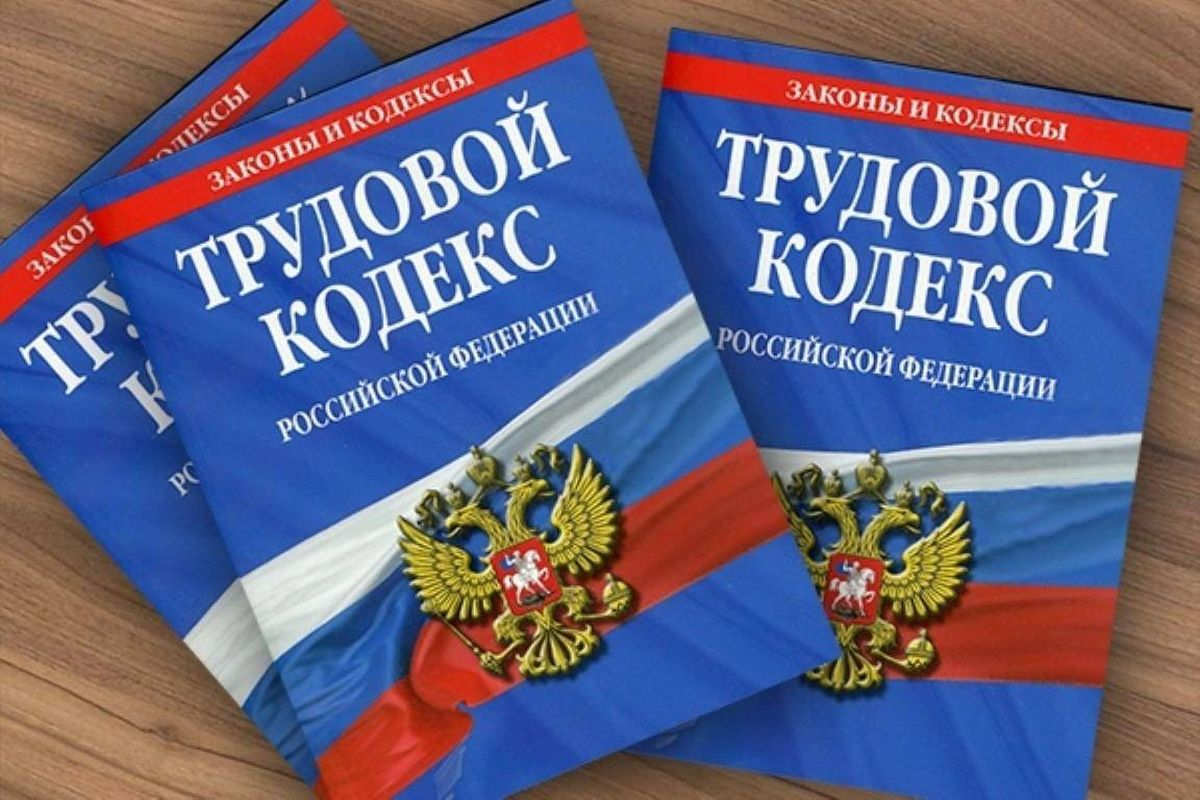 ЗАКОНЫ И КОДЕКСЫ
ТРУДОВОЙ
КОДЕКС
РОССИЙСКОЙ ФЕДЕРАЦИИ
ЗАКОНЫ И КОДЕКСЫ
ТРУДОВОЙ
КОДЕКС
РОССИЙСКОЙ ФЕДЕРАЦИИ